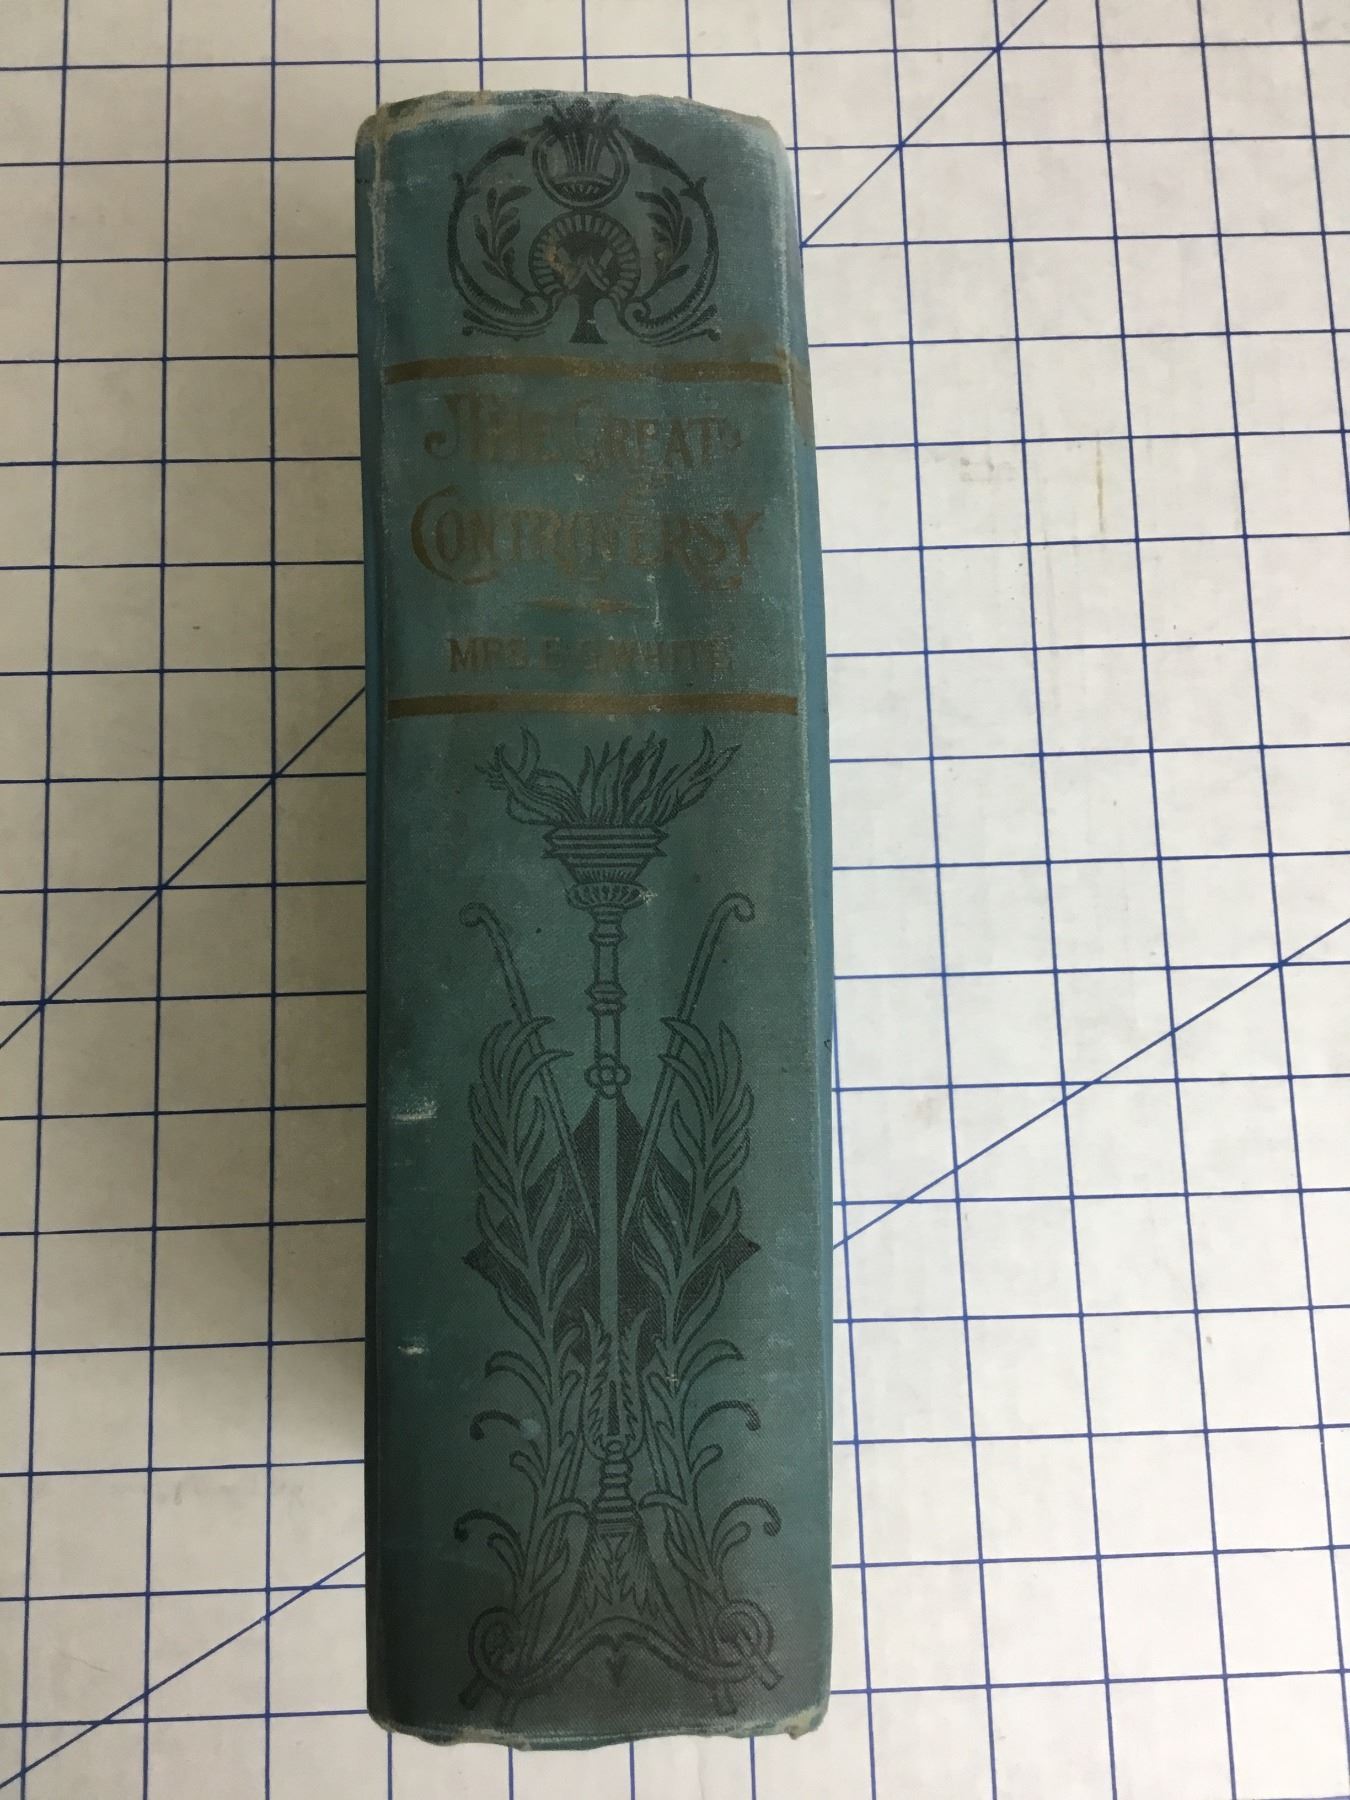 The Great
Controversy
MRS. E. G. WHITE